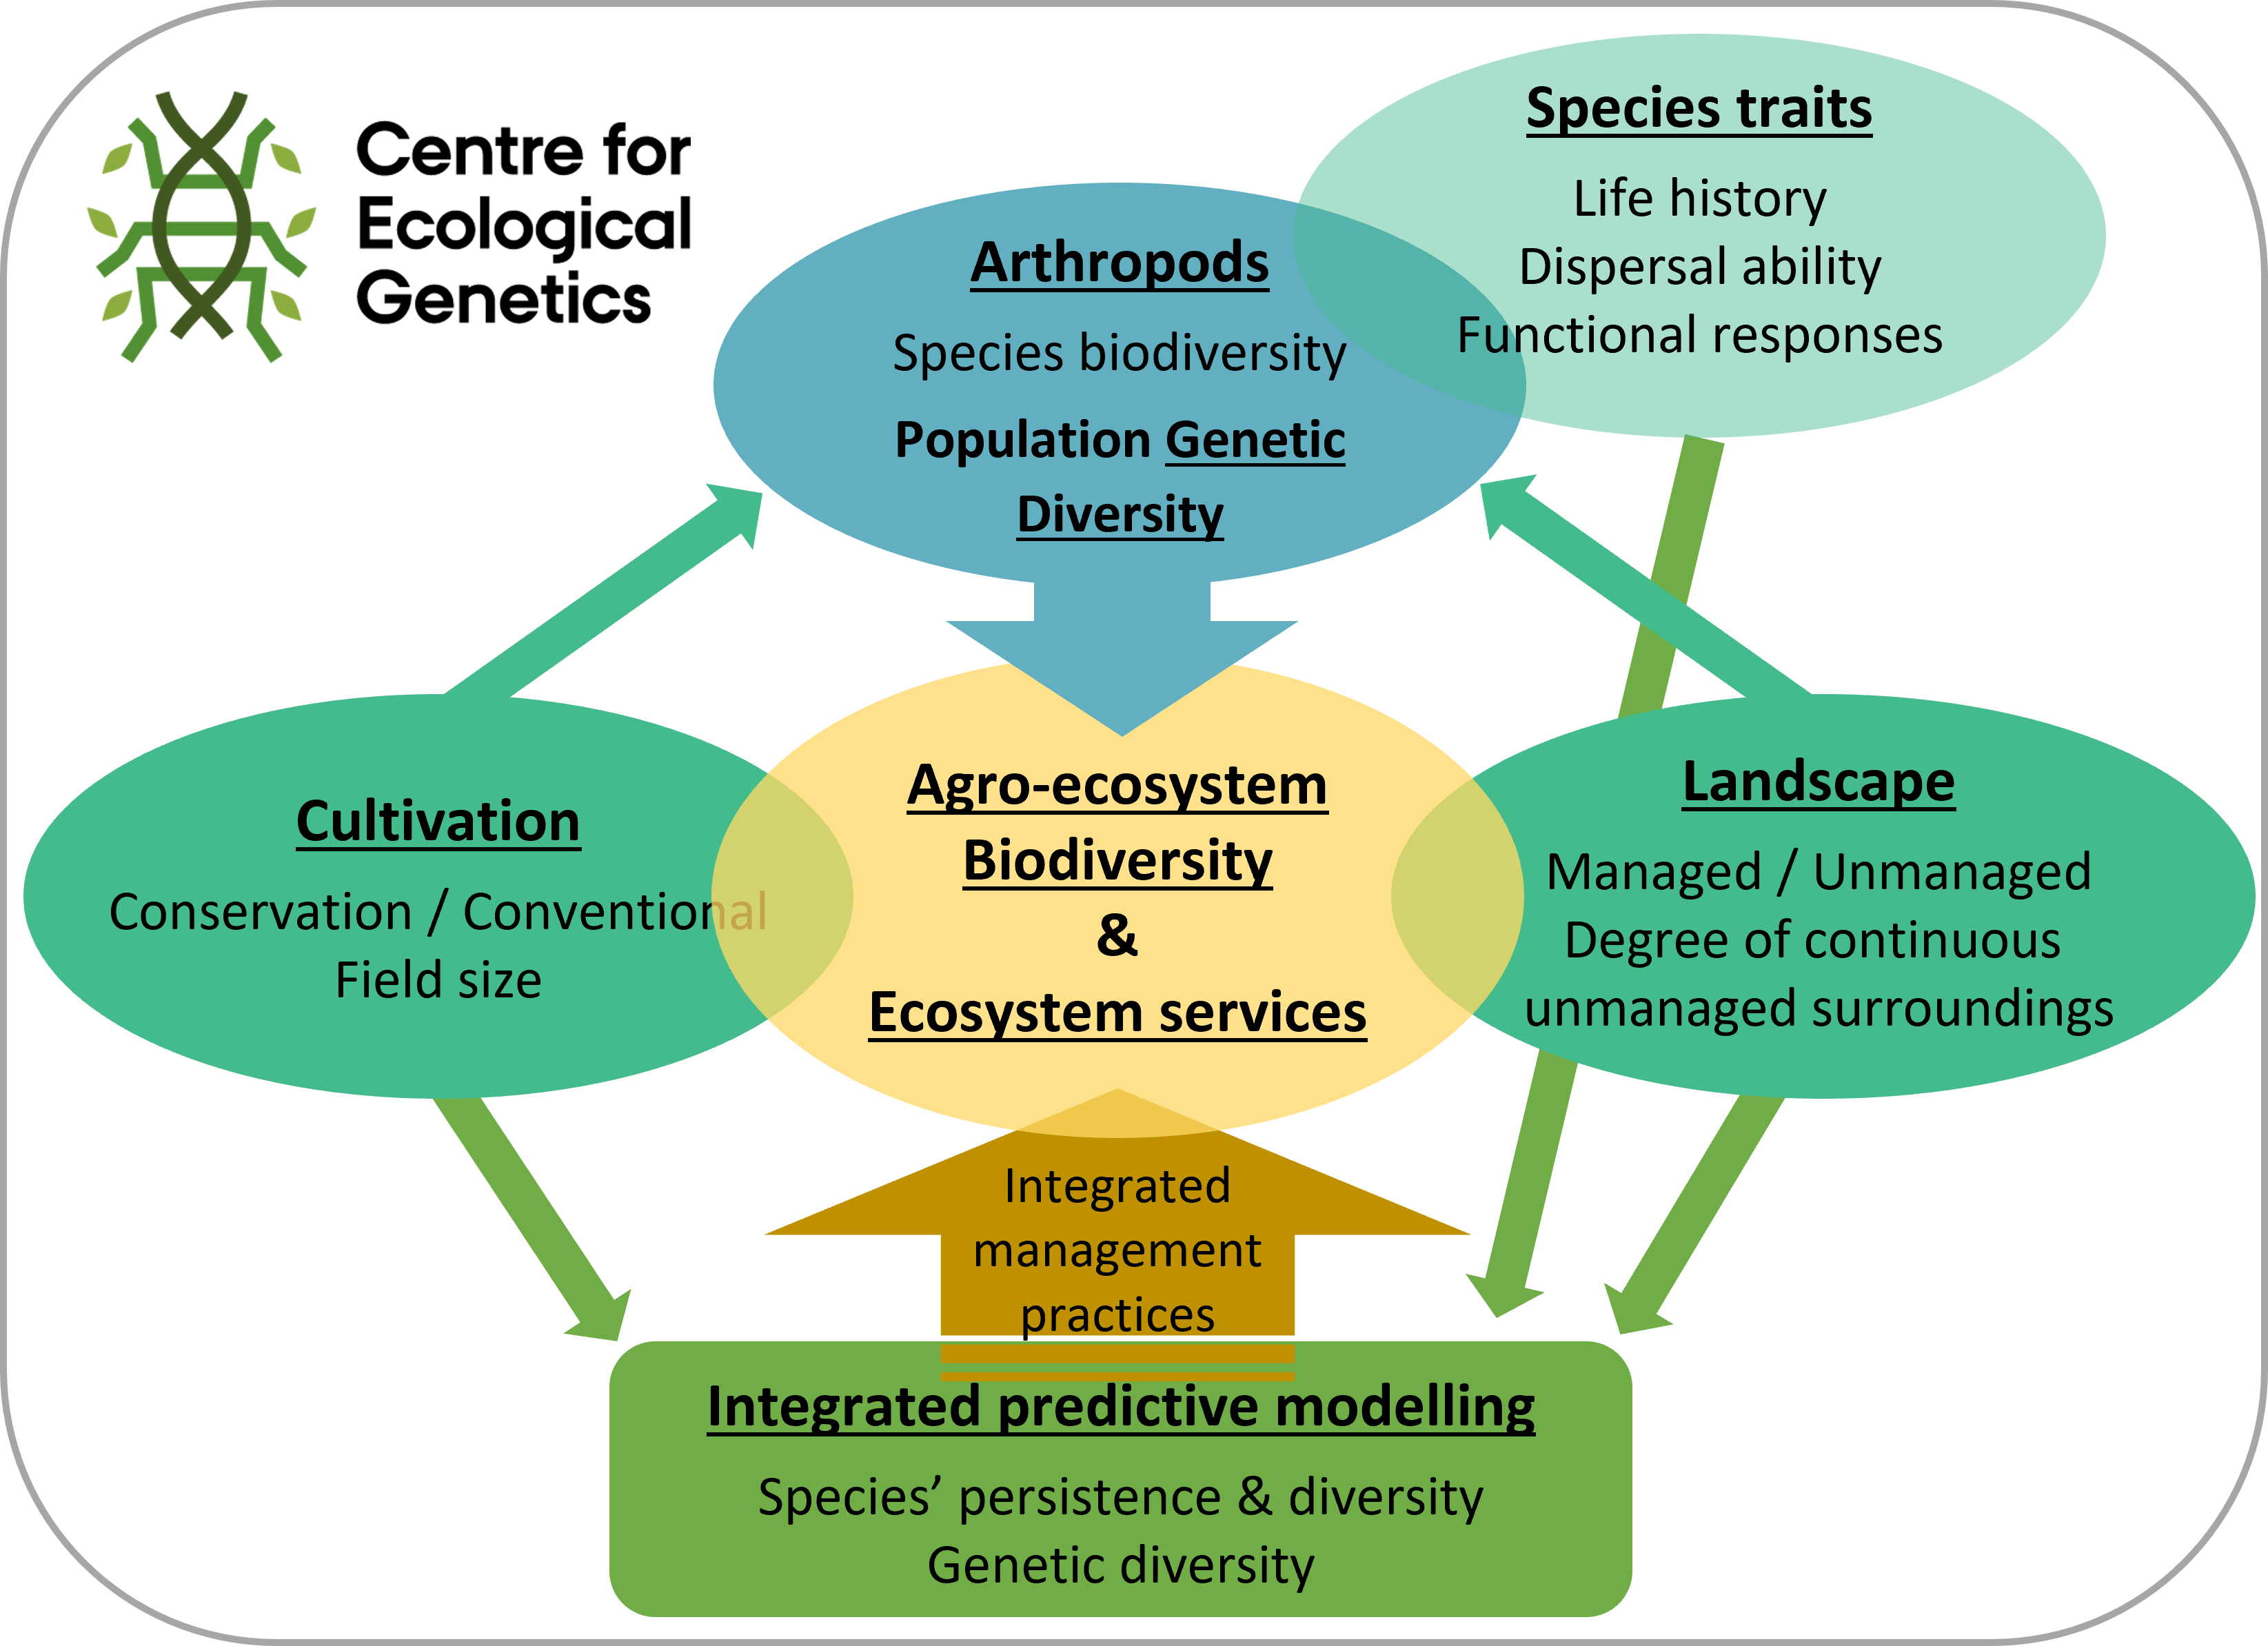 Centre for
Ecological
Genetics
Species traits
Life history
Dispersal ability
Functional responses
Arthropods
Species biodiversity
Population Genetic
Diversity
Cultivation
Conservation / Conventional
Field size
Agro-ecosystem
Biodiversity
&
Ecosystem services
Landscape
Managed / Unmanaged
Degree of continuous
unmanaged surroundings
Integrated
management
practices
Integrated predictive modelling
Species’ persistence & diversity
Genetic diversity